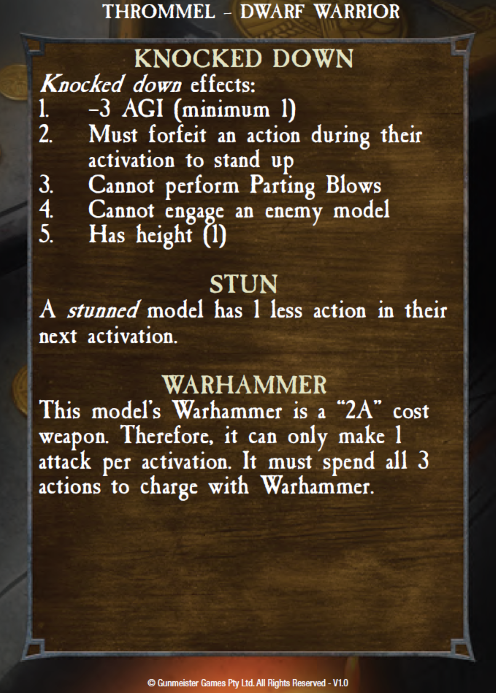 THROMMEL – DWARF WARRIOR
KNOCKED DOWN
Knocked down effects:
1. –3 AGI (minimum 1)
2. Must forfeit an action during their
activation to stand up
3. Cannot perform Parting Blows
4. Cannot engage an enemy model
5. Has height (1)
STUN
A stunned model has 1 less action in their
next activation.
WARHAMMER
This model's Warhammer is a “2A” cost
weapon. Therefore, it can only make 1
attack per activation. It must spend all 3
actions to charge with Warhammer.
© Gunmeister Games Pty Ltd. All Rights Reserved - V1.0